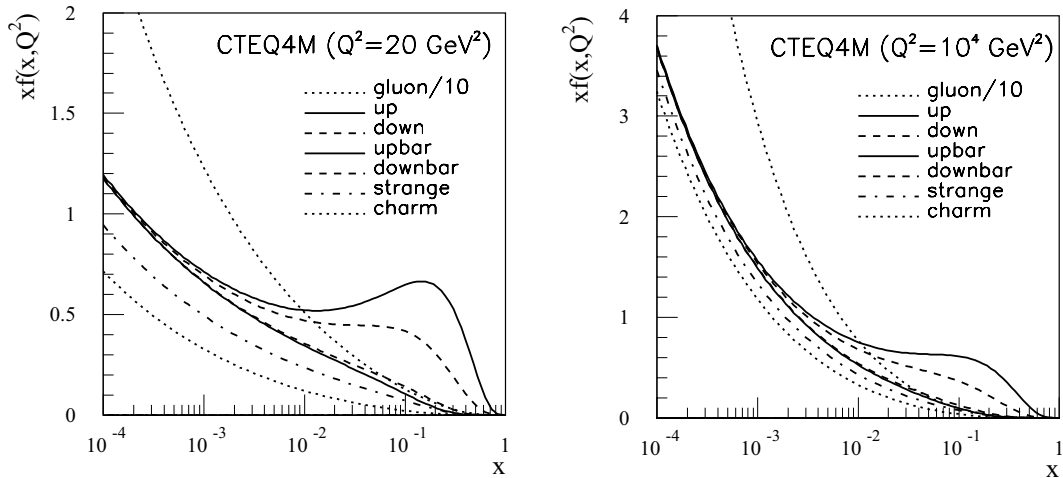 xf(x,Q²)
2
1.5
1
0.5
0
CTEQ4M (Q²=20 GeV²)
gluon/10
up
down
upbar
downbar
strange
charm
10⁻⁴ 10⁻³ 10⁻² 10⁻¹ 1
x
xf(x,Q²)
4
3
2
1
0
CTEQ4M (Q²=10⁴ GeV²)
gluon/10
up
down
upbar
downbar
strange
charm
10⁻⁴ 10⁻³ 10⁻² 10⁻¹ 1
x